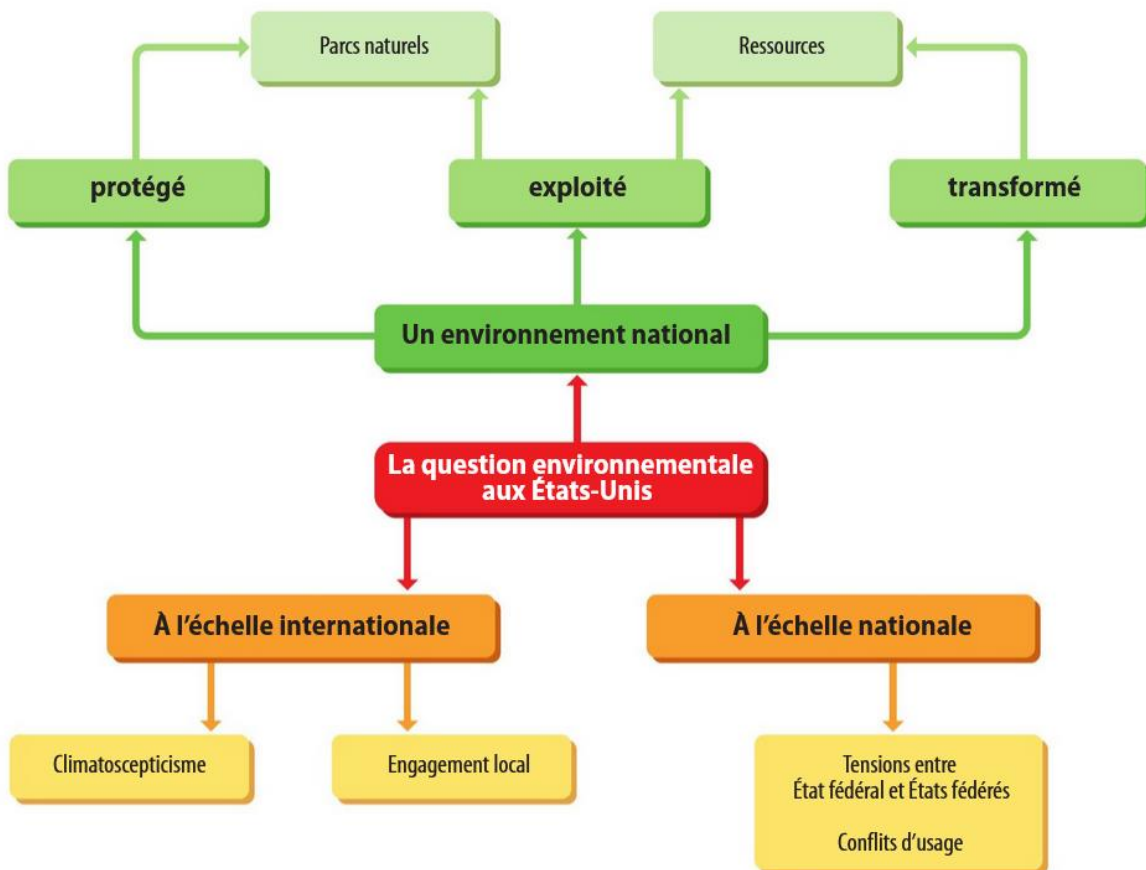 Parcs naturels
Ressources
protégé
exploité
transformé
Un environnement national
La question environnementale
aux États-Unis
À l'échelle internationale
À l'échelle nationale
Climatoscepticisme
Engagement local
Tensions entre
État fédéral et États fédérés
Conflits d'usage